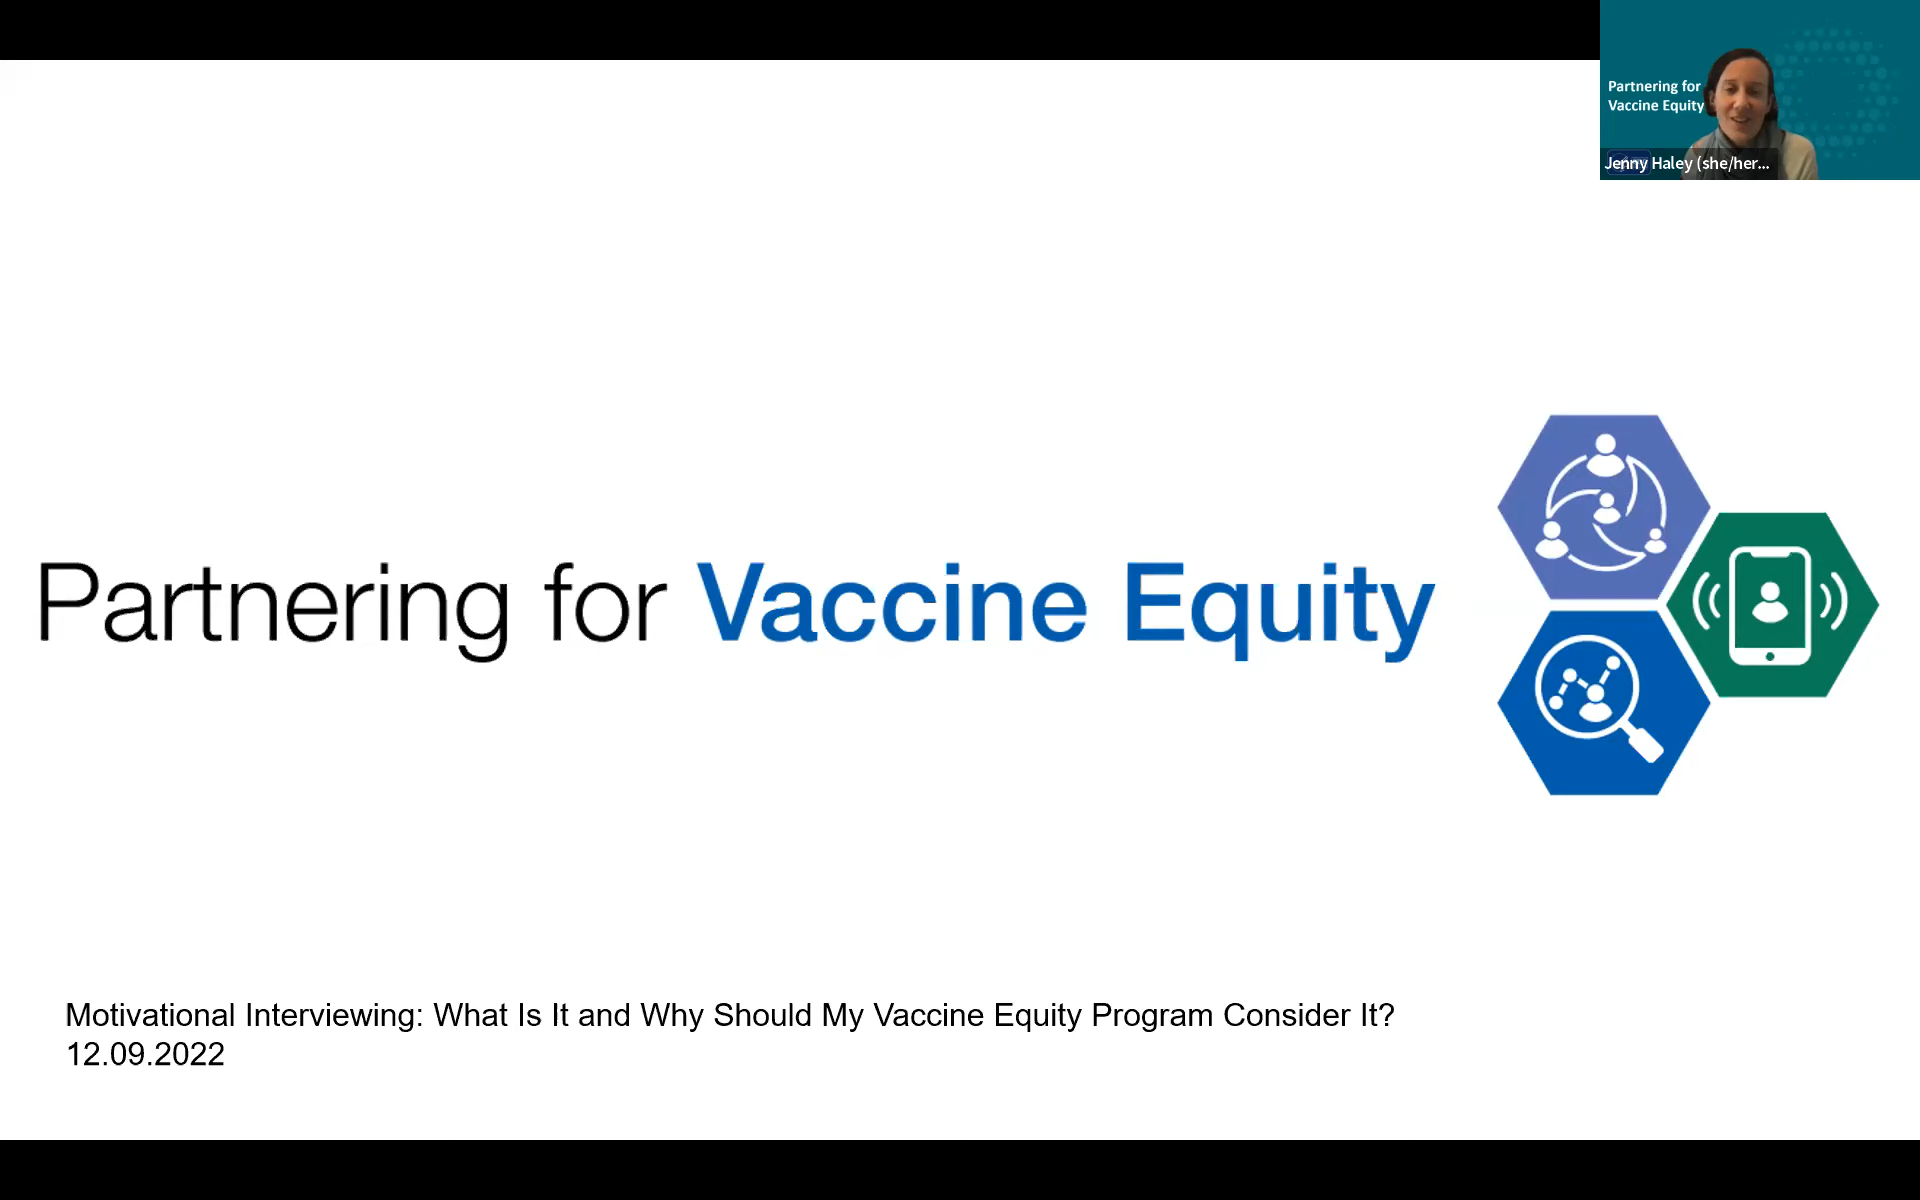 Partnering for
Vaccine Equity
Jenny Haley (she/her...
Partnering for Vaccine Equity
Motivational Interviewing: What Is It and Why Should My Vaccine Equity Program Consider It?
12.09.2022